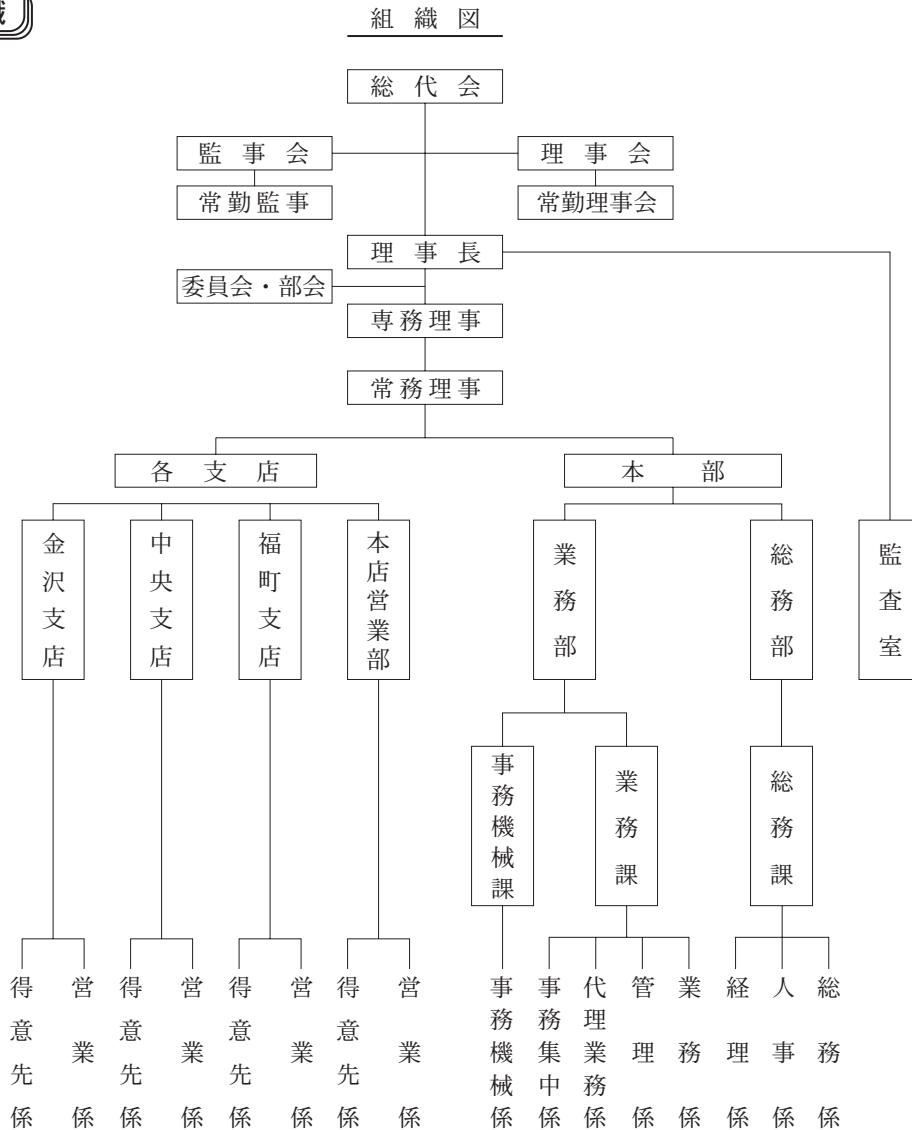 組織図
総代会
監事会
理事会
常勤監事
常勤理事会
理事長
委員会・部会
専務理事
常務理事
各支店
本部
金沢支店
中央支店
福町支店
本店営業部
業務部
総務部
監査室
事務機械課
業務課
総務課
得意先係
営業係
得意先係
営業係
得意先係
営業係
得意先係
営業係
事務機械係
事務集中係
代理業務係
管理係
業務係
経理係
人事係
総務係